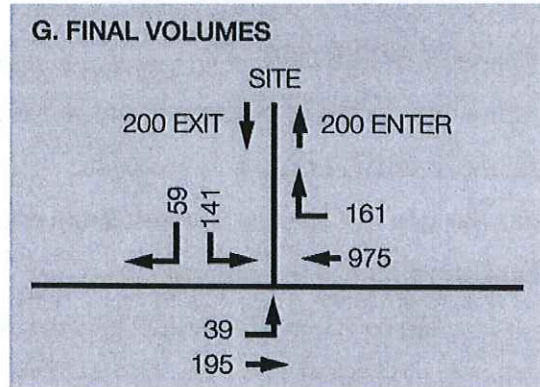 G. FINAL VOLUMES
SITE
200 EXIT
200 ENTER
59
141
161
975
39
195